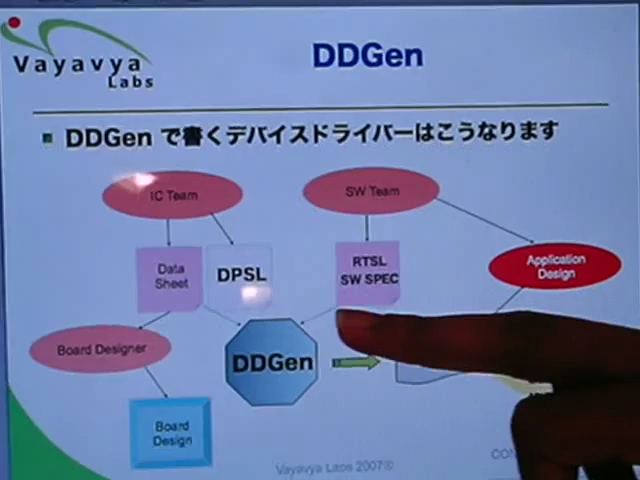 Vayavya
Labs
DDGen
DDGen で書くデバイスドライバーはこうなります
IC Team
SW Team
Data
Sheet
DPSL
RTSL
SW SPEC
Application
Design
Board Designer
DDGen
Board
Design
Vayavya Labs 2007©